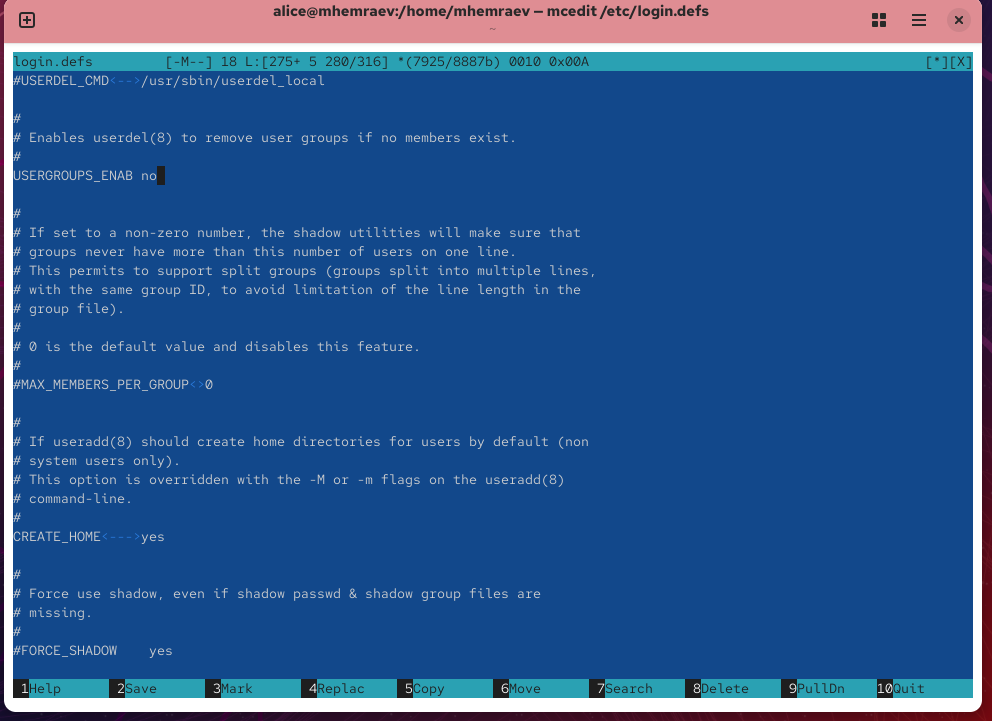 alice@mhemraev:/home/mhemraev — mcedit /etc/login.defs
~
login.defs [-M--] 18 L:[275+ 5 280/316] *(7925/8887b) 0010 0x00A [*][X]
#USERDEL_CMD<-->/usr/sbin/userdel_local
#
# Enables userdel(8) to remove user groups if no members exist.
#
USERGROUPS_ENAB no
#
# If set to a non-zero number, the shadow utilities will make sure that
# groups never have more than this number of users on one line.
# This permits to support split groups (groups split into multiple lines,
# with the same group ID, to avoid limitation of the line length in the
# group file).
#
# 0 is the default value and disables this feature.
#
#MAX_MEMBERS_PER_GROUP<>0
#
# If useradd(8) should create home directories for users by default (non
# system users only).
# This option is overridden with the -M or -m flags on the useradd(8)
# command-line.
#
CREATE_HOME<--->yes
#
# Force use shadow, even if shadow passwd & shadow group files are
# missing.
#
#FORCE_SHADOW    yes
1Help 2Save 3Mark 4Replac 5Copy 6Move 7Search 8Delete 9PullDn 10Quit